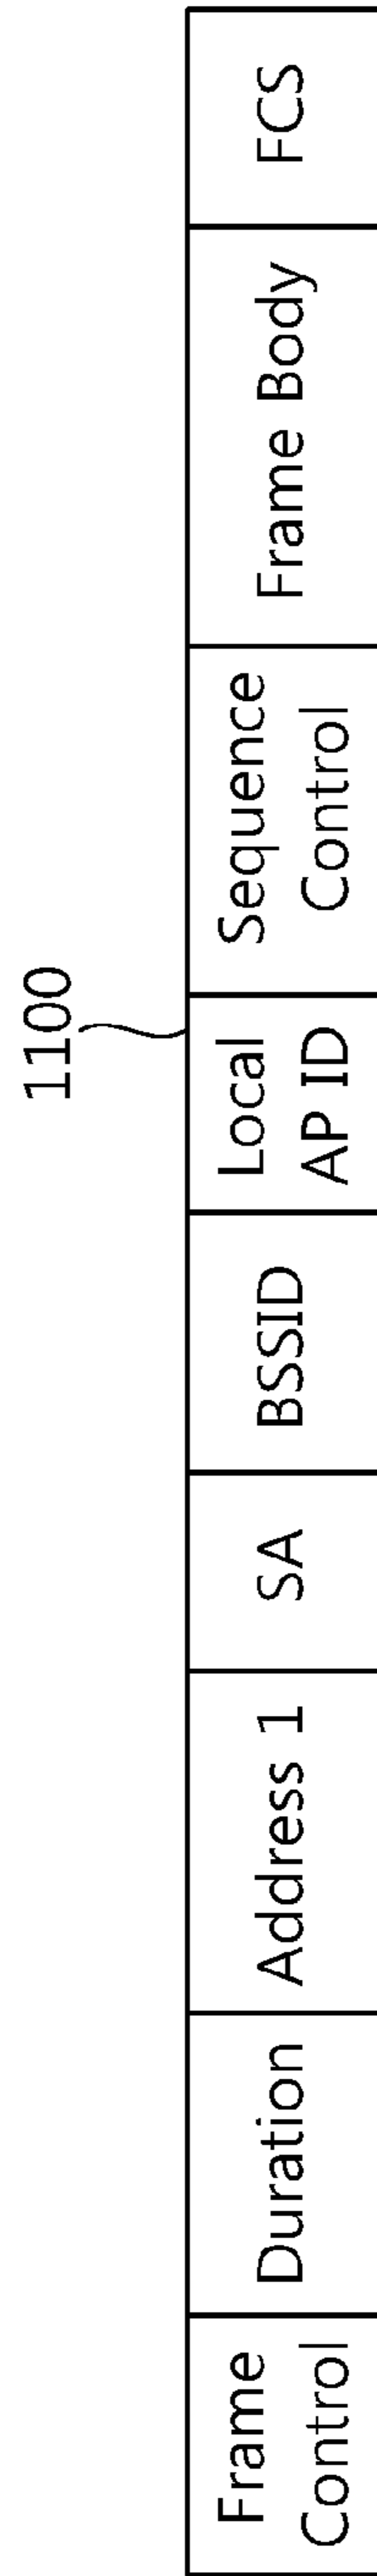 1100
Frame
Control
Duration
Address 1
SA
BSSID
Local
AP ID
Sequence
Control
Frame Body
FCS